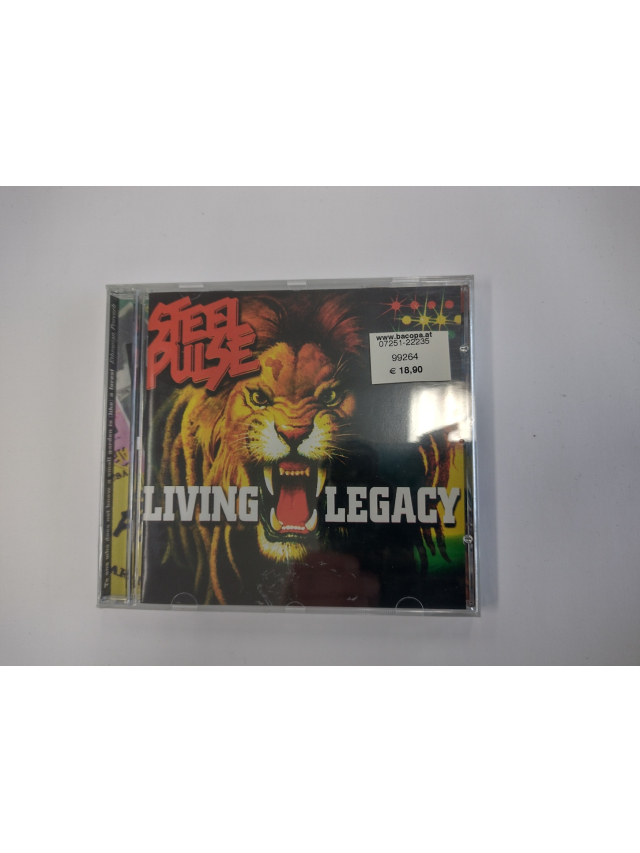 STEEL
PULSE
www.bacopa.at
07251-22235
99264
€ 18,90
LIVING LEGACY